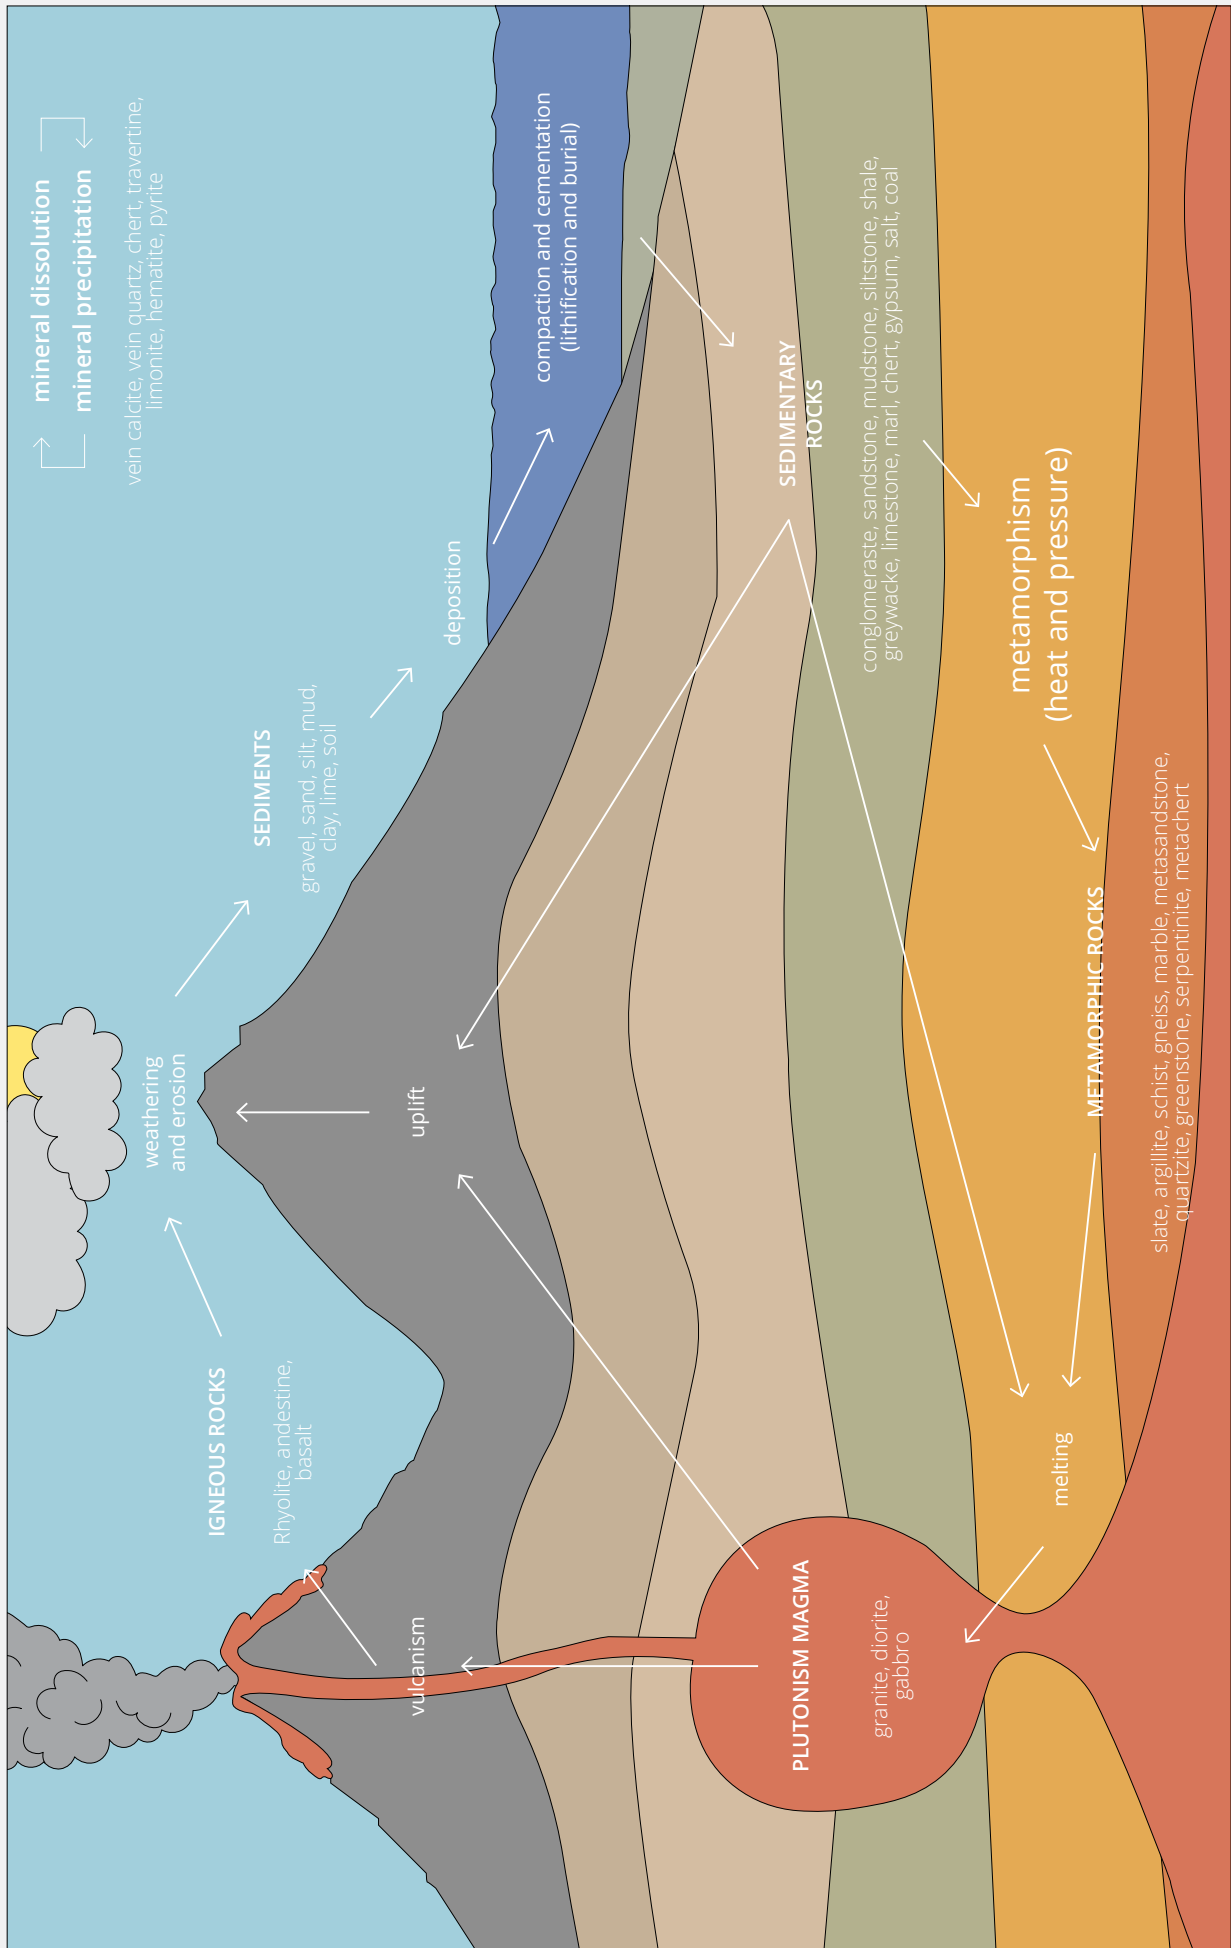 mineral dissolution
mineral precipitation
vein calcite, vein quartz, chert, travertine,
limonite, hematite, pyrite
weathering
and erosion
IGNEOUS ROCKS
Rhyolite, andestine,
basalt
SEDIMENTS
gravel, sand, silt, mud,
clay, lime, soil
deposition
compaction and cementation
(lithification and burial)
vulcanism
uplift
SEDIMENTARY
ROCKS
conglomeraste, sandstone, mudstone, siltstone, shale,
greywacke, limestone, marl, chert, gypsum, salt, coal
PLUTONISM MAGMA
granite, diorite,
gabbro
metamorphism
(heat and pressure)
melting
METAMORPHIC ROCKS
slate, argillite, schist, gneiss, marble, metasandstone,
quartzite, greenstone, serpentinite, metachert